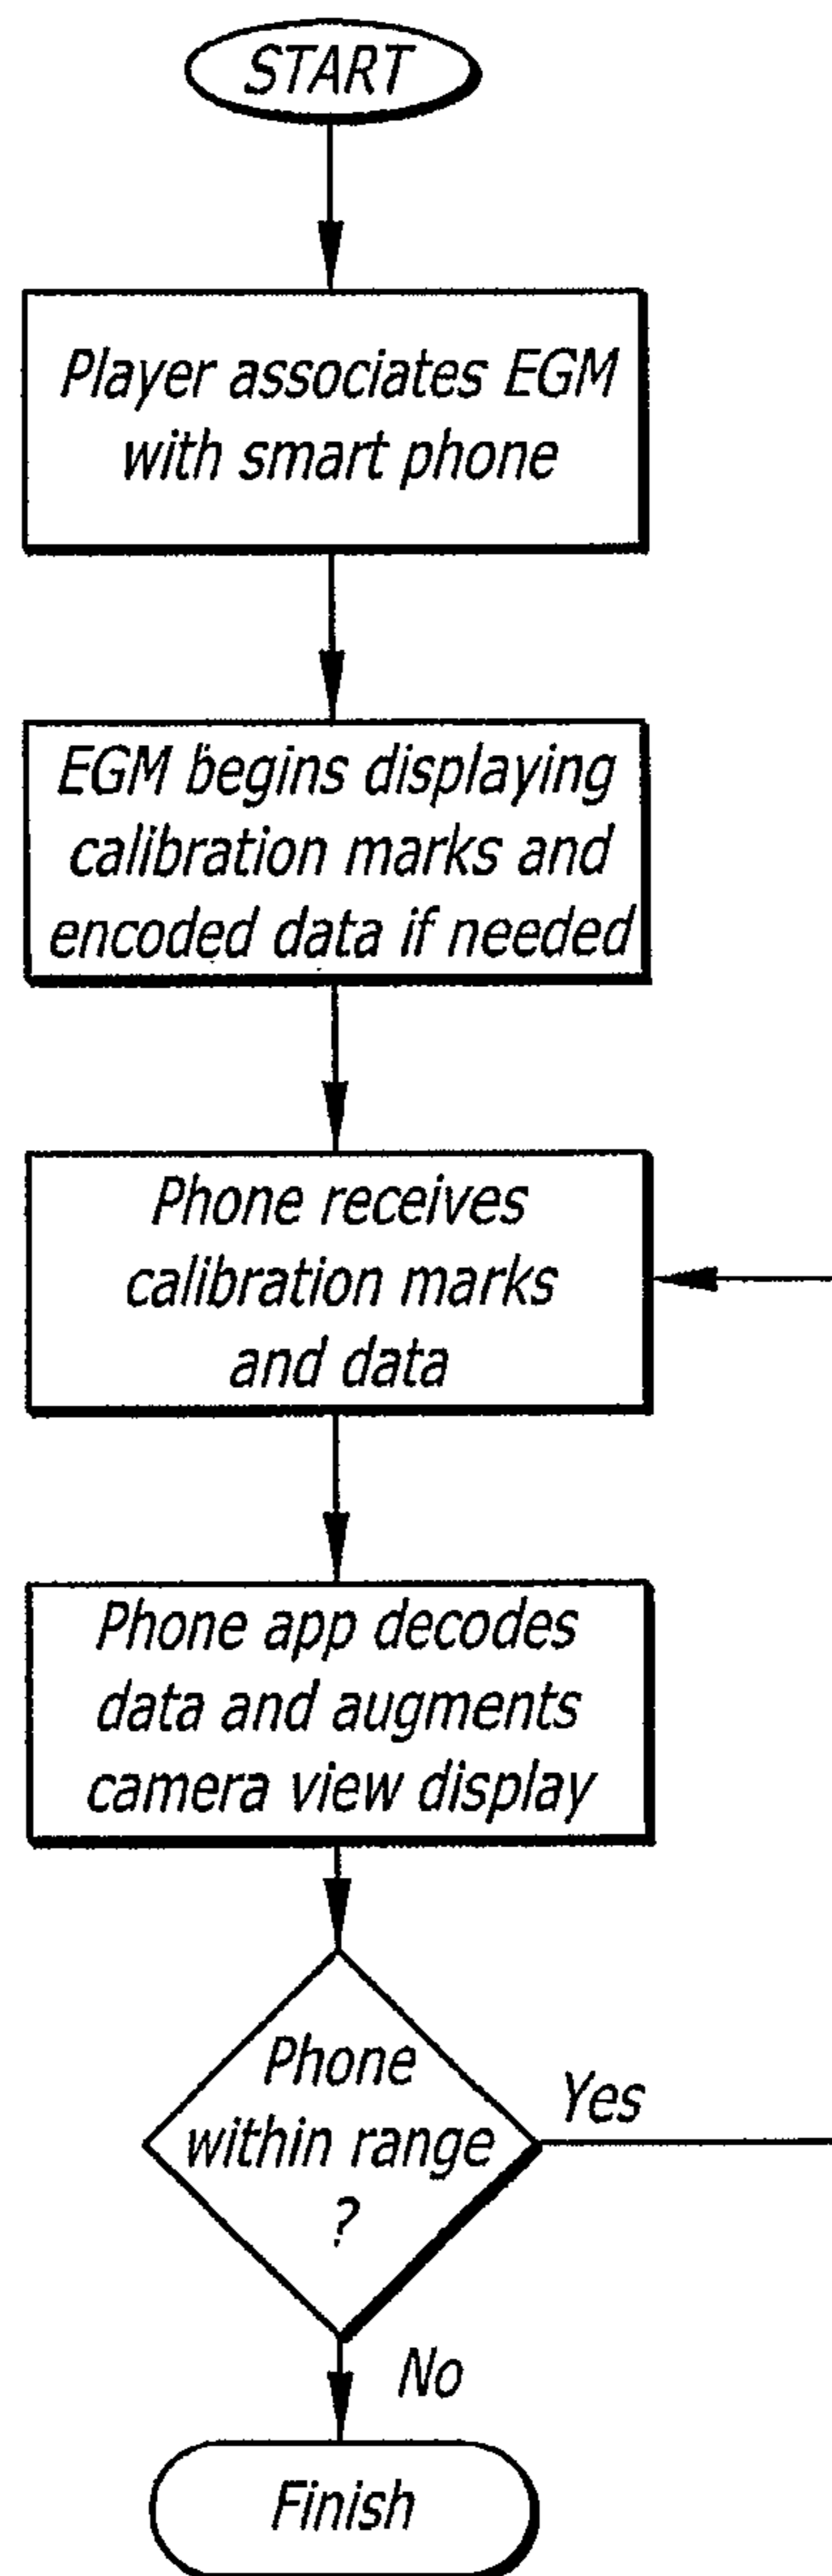 START
Player associates EGM
with smart phone
EGM begins displaying
calibration marks and
encoded data if needed
Phone receives
calibration marks
and data
Phone app decodes
data and augments
camera view display
Phone
within range
?
Yes
No
Finish